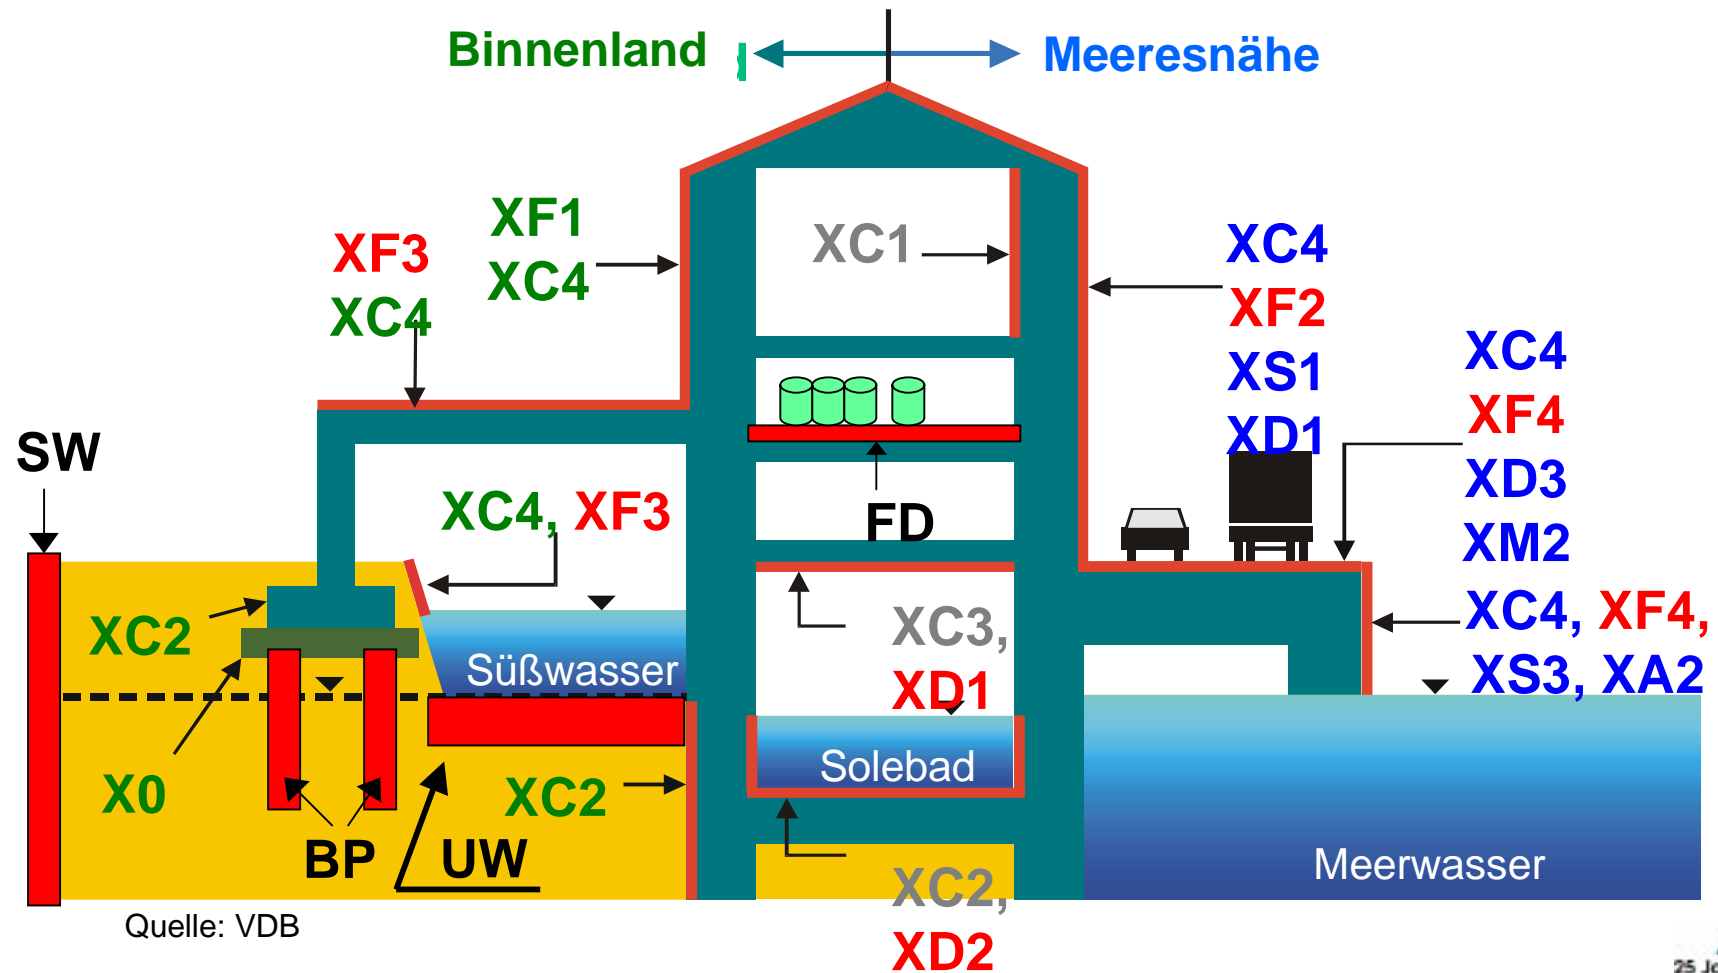 Binnenland
Meeresnähe
XF1
XC4
XF3
XC4
XC1
XC4
XF2
XS1
XD1
XC4
XF4
XD3
XM2
SW
XC4, XF3
FD
XC2
Süßwasser
XC3,
XD1
XC4, XF4,
XS3, XA2
X0
XC2
Solebad
BP
UW
Meerwasser
XC2,
XD2
Quelle: VDB